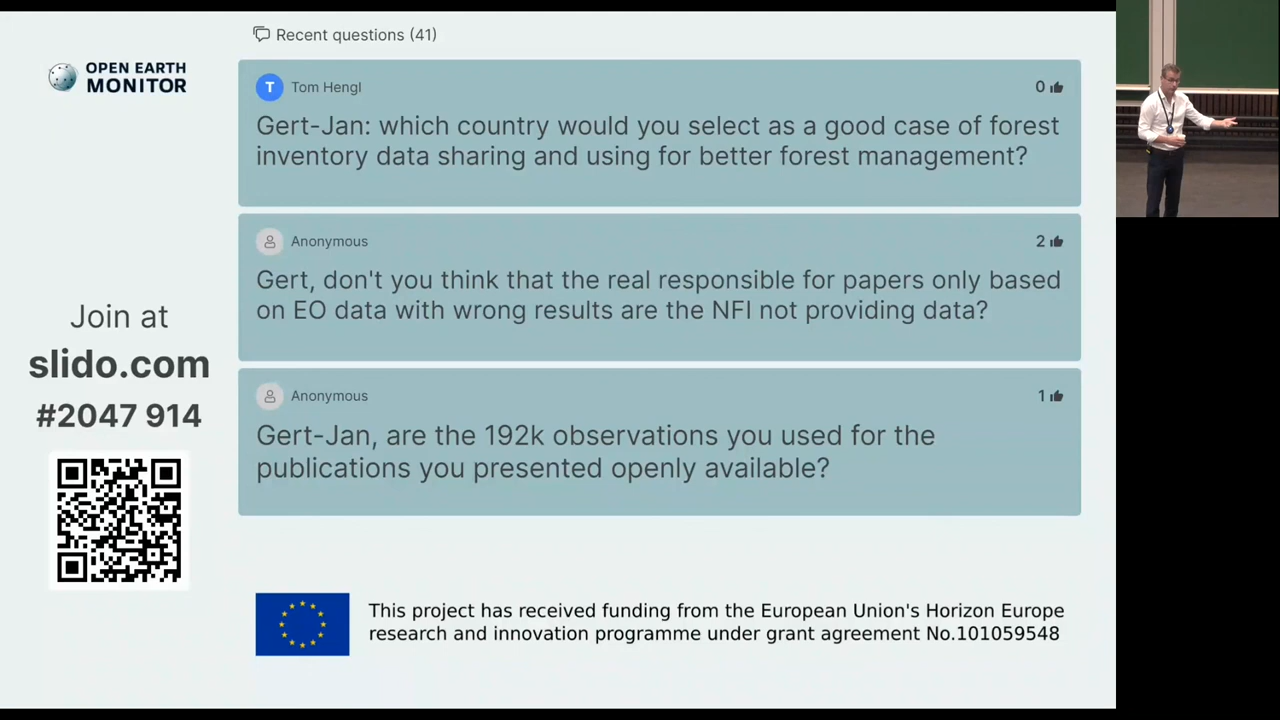 Recent questions (41)
OPEN EARTH
MONITOR
T Tom Hengl 0
Gert-Jan: which country would you select as a good case of forest
inventory data sharing and using for better forest management?
Anonymous 2
Gert, don't you think that the real responsible for papers only based
on EO data with wrong results are the NFI not providing data?
Join at
slido.com
#2047 914
Anonymous 1
Gert-Jan, are the 192k observations you used for the
publications you presented openly available?
This project has received funding from the European Union's Horizon Europe
research and innovation programme under grant agreement No.101059548